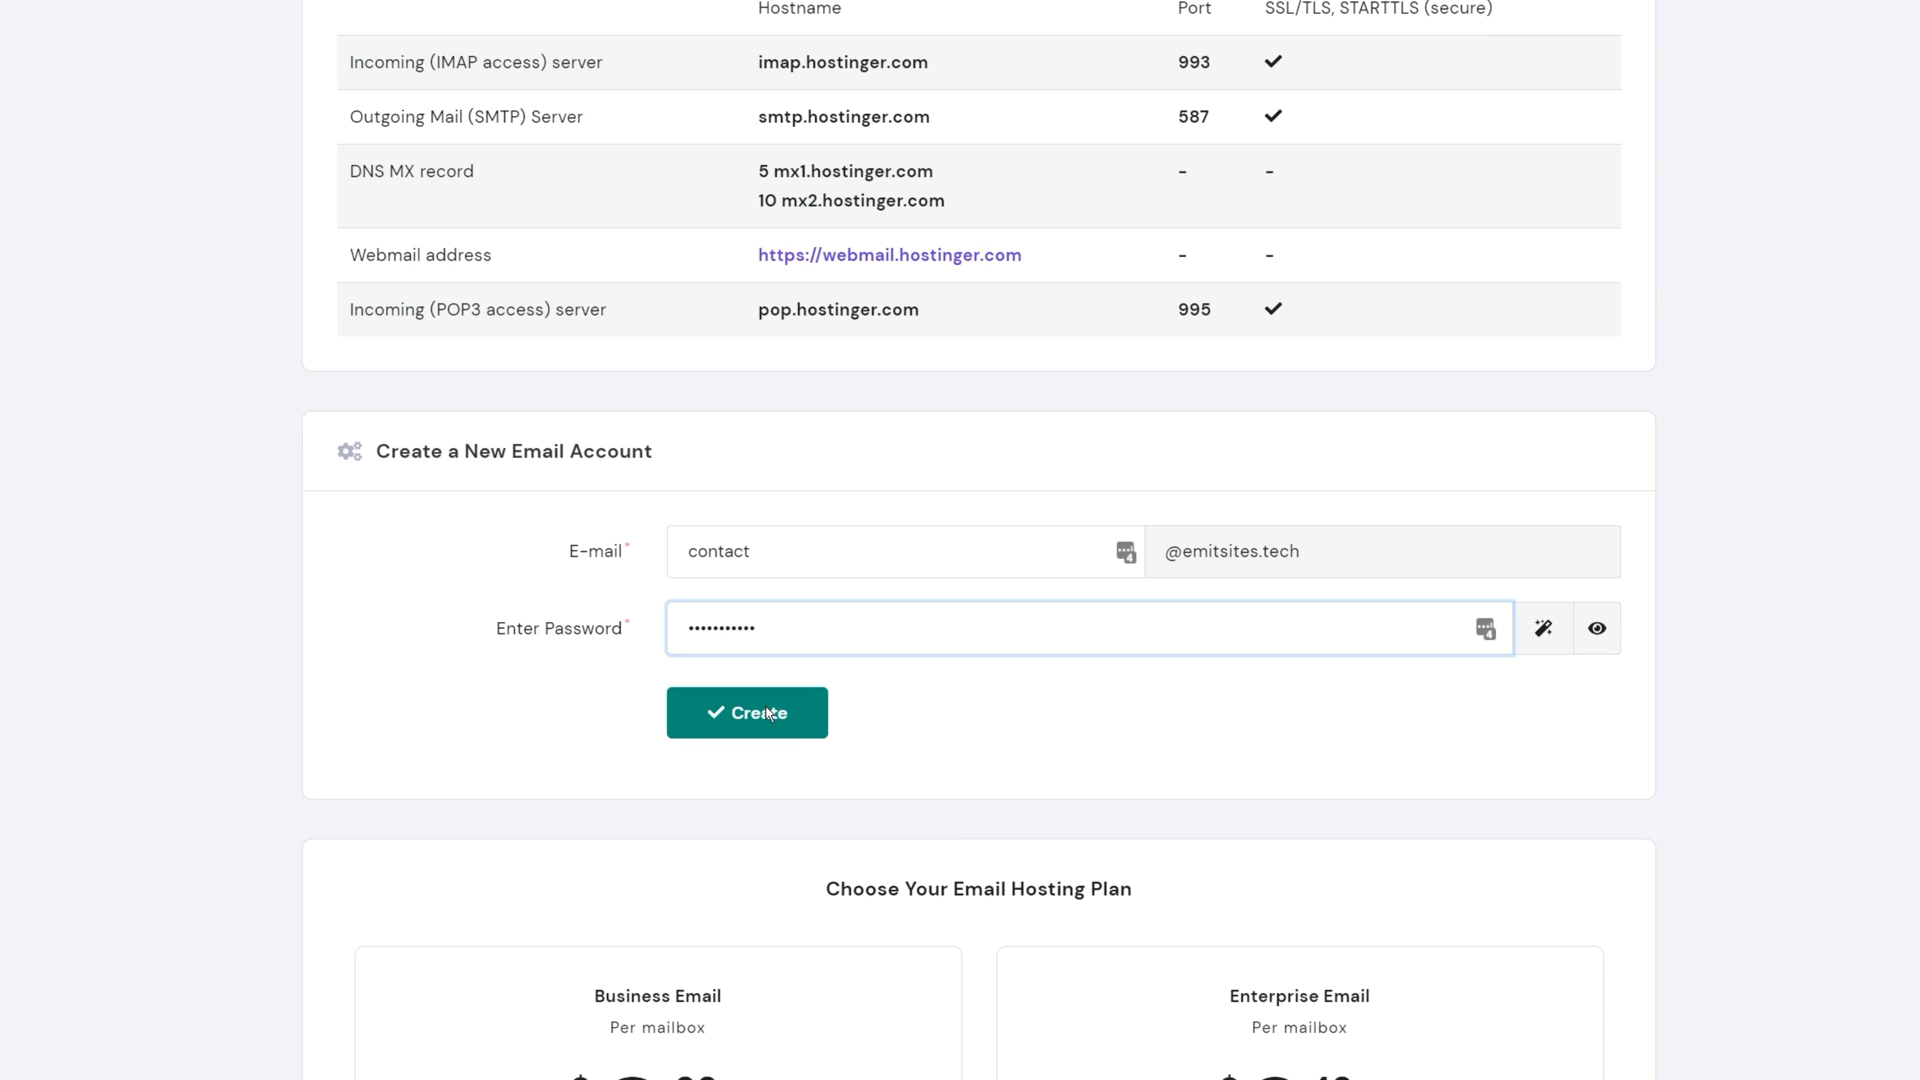 Hostname Port SSL/TLS, STARTTLS (secure)
Incoming (IMAP access) server imap.hostinger.com 993
Outgoing Mail (SMTP) Server smtp.hostinger.com 587
DNS MX record 5 mx1.hostinger.com - -
10 mx2.hostinger.com
Webmail address https://webmail.hostinger.com - -
Incoming (POP3 access) server pop.hostinger.com 995
Create a New Email Account
E-mail* contact 4 @emitsites.tech
Enter Password* ••••••••••• 4
Create
Choose Your Email Hosting Plan
Business Email Enterprise Email
Per mailbox Per mailbox